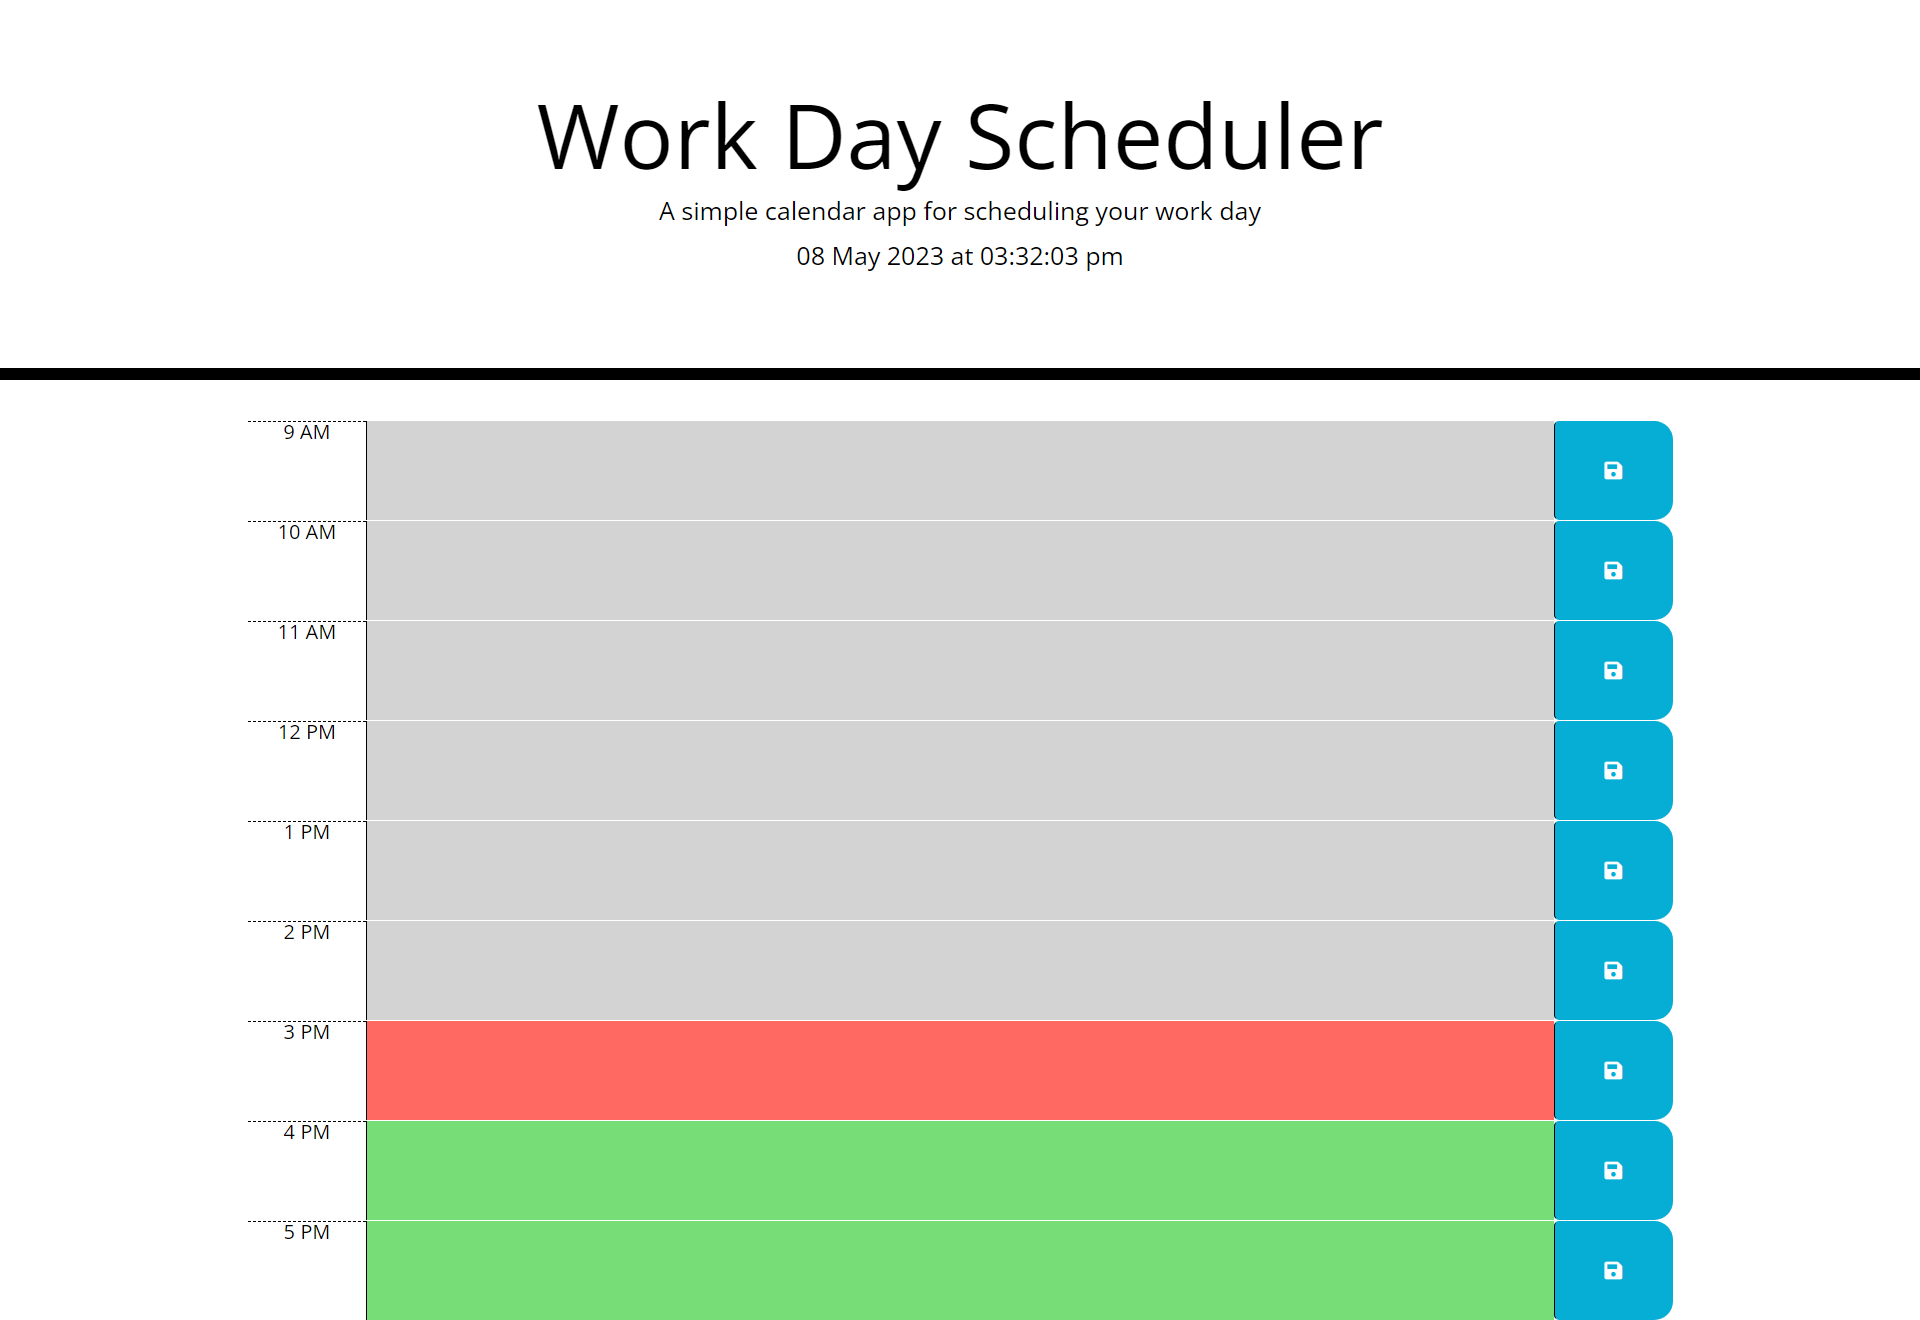 Work Day Scheduler
A simple calendar app for scheduling your work day
08 May 2023 at 03:32:03 pm
9 AM
10 AM
11 AM
12 PM
1 PM
2 PM
3 PM
4 PM
5 PM